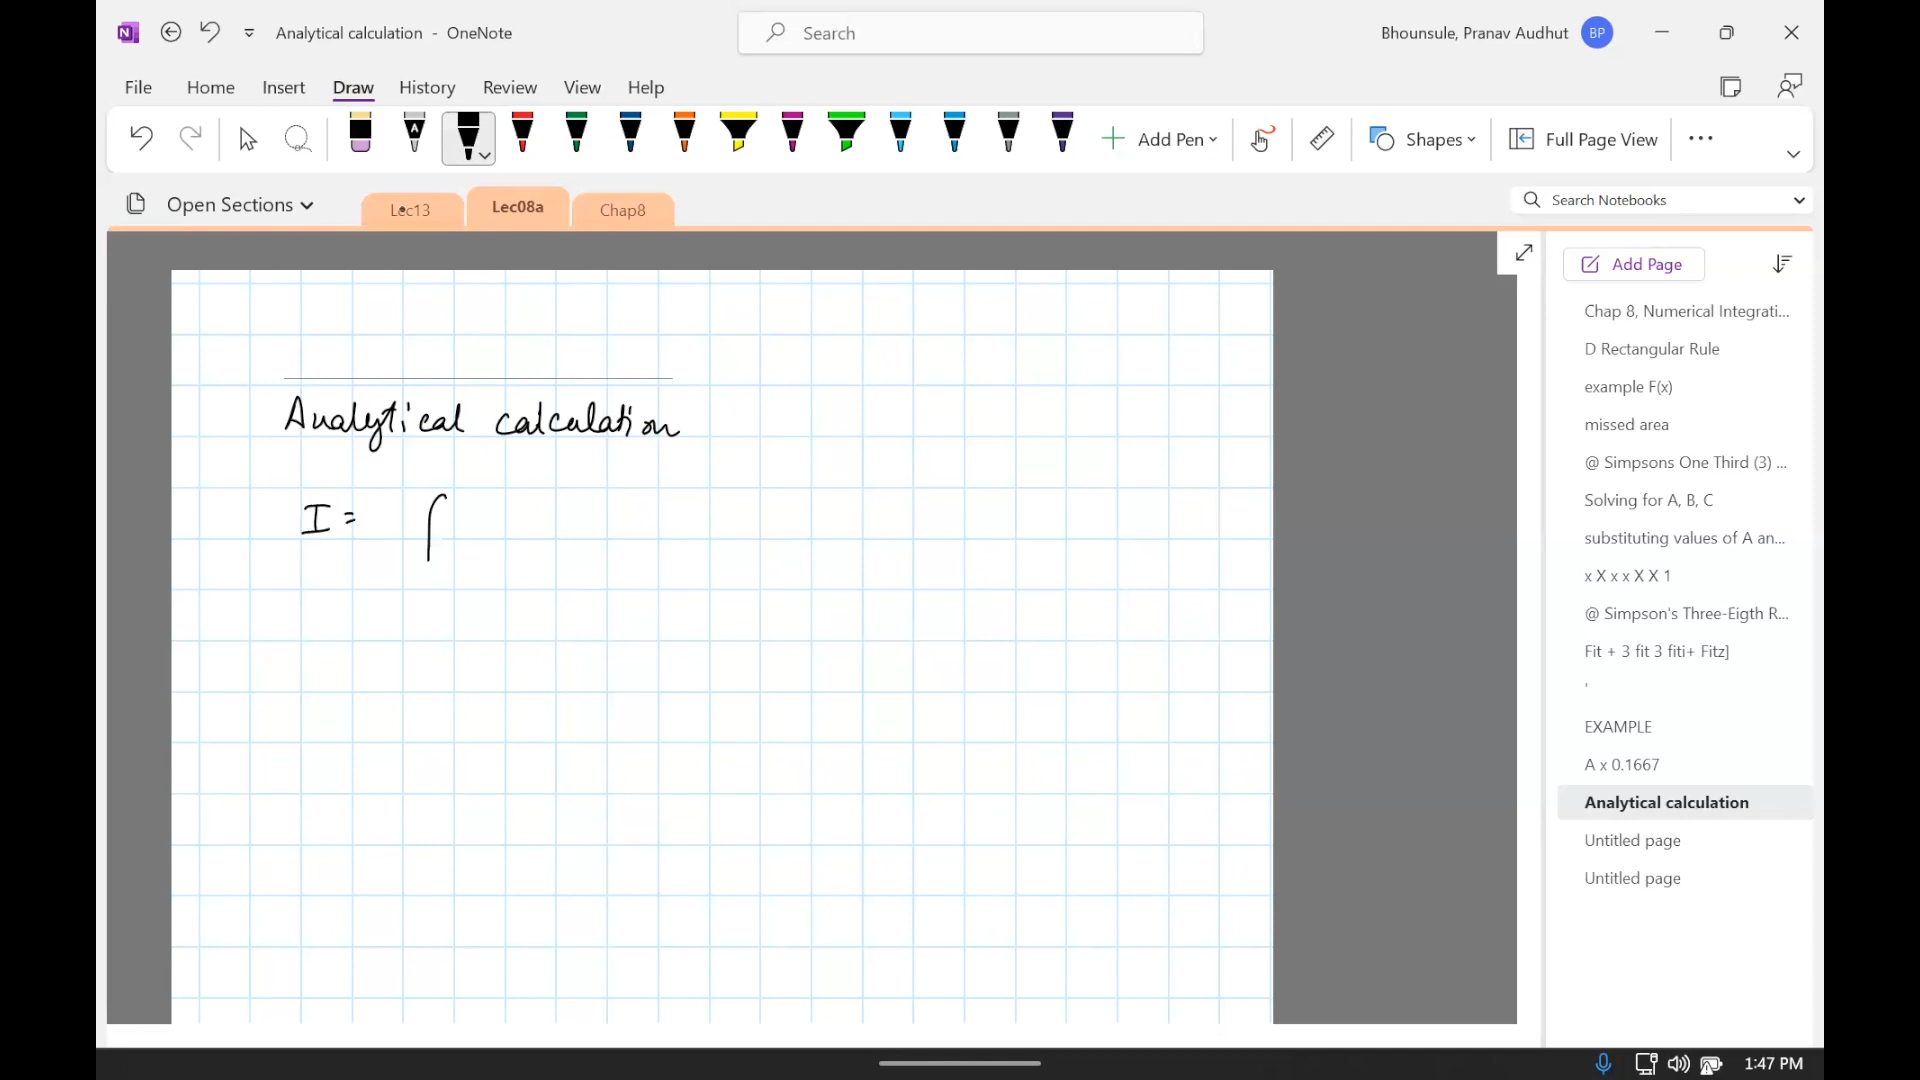 Analytical calculation - OneNote
Search
Bhounsule, Pranav Audhut
BP
File Home Insert Draw History Review View Help
Add Pen
Shapes
Full Page View
Open Sections
Lec13
Lec08a
Chap8
Search Notebooks
Add Page
Analytical calculation
I = ∫
Chap 8, Numerical Integrati...
D Rectangular Rule
example F(x)
missed area
@ Simpsons One Third (3) ...
Solving for A, B, C
substituting values of A an...
x X x x X X 1
@ Simpson's Three-Eigth R...
Fit + 3 fit 3 fiti+ Fitz]
'
EXAMPLE
A x 0.1667
Analytical calculation
Untitled page
Untitled page
1:47 PM